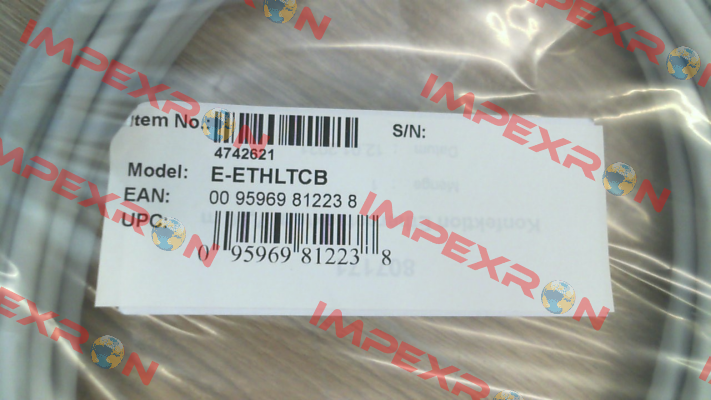 Item No.:
S/N:
4742621
Model: E-ETHLTCB
EAN: 00 95969 81223 8
UPC:
0 95969 81223 8
807171
IMPEXRON
IMPEXRON
IMPEXRON
IMPEXRON
IMPEXRON
IMPEXRON
IMPEXRON